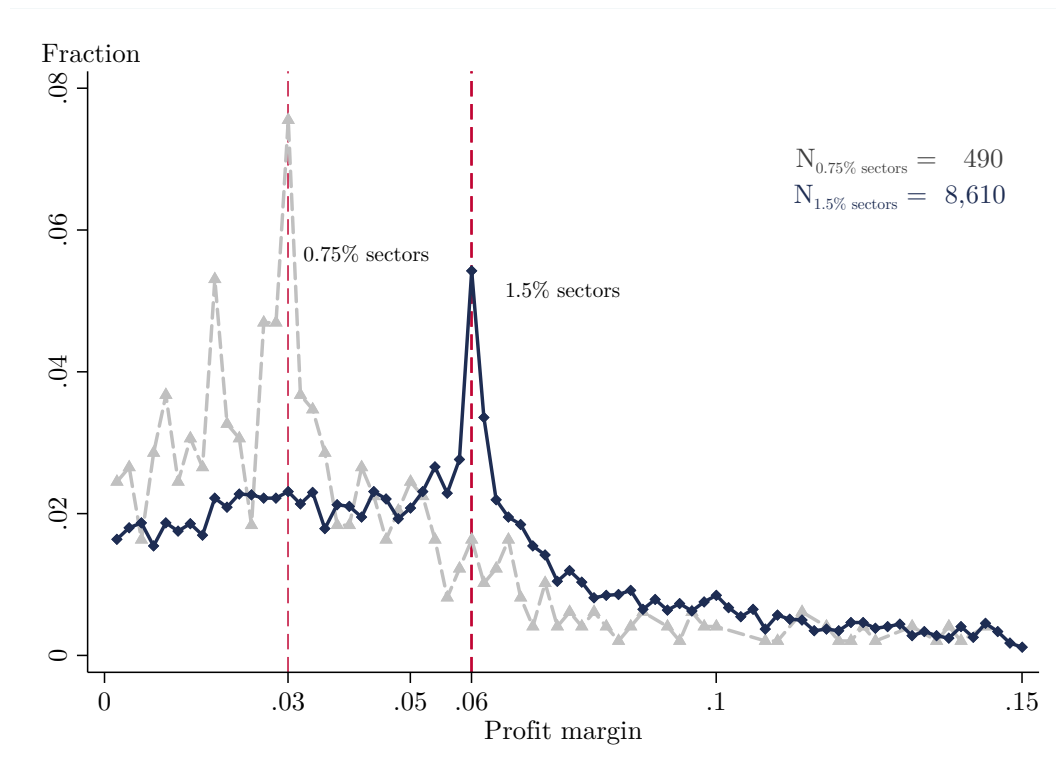 Fraction
.08
.06
.04
.02
0
N0.75% sectors = 490
N1.5% sectors = 8,610
0.75% sectors
1.5% sectors
0 .03 .05 .06 .1 .15
Profit margin